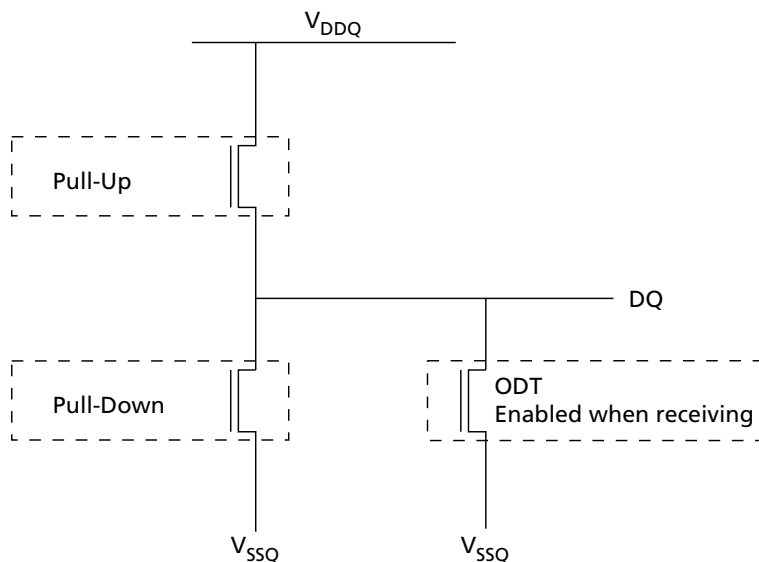 V_DDQ
Pull-Up
DQ
Pull-Down
ODT
Enabled when receiving
V_SSQ
V_SSQ